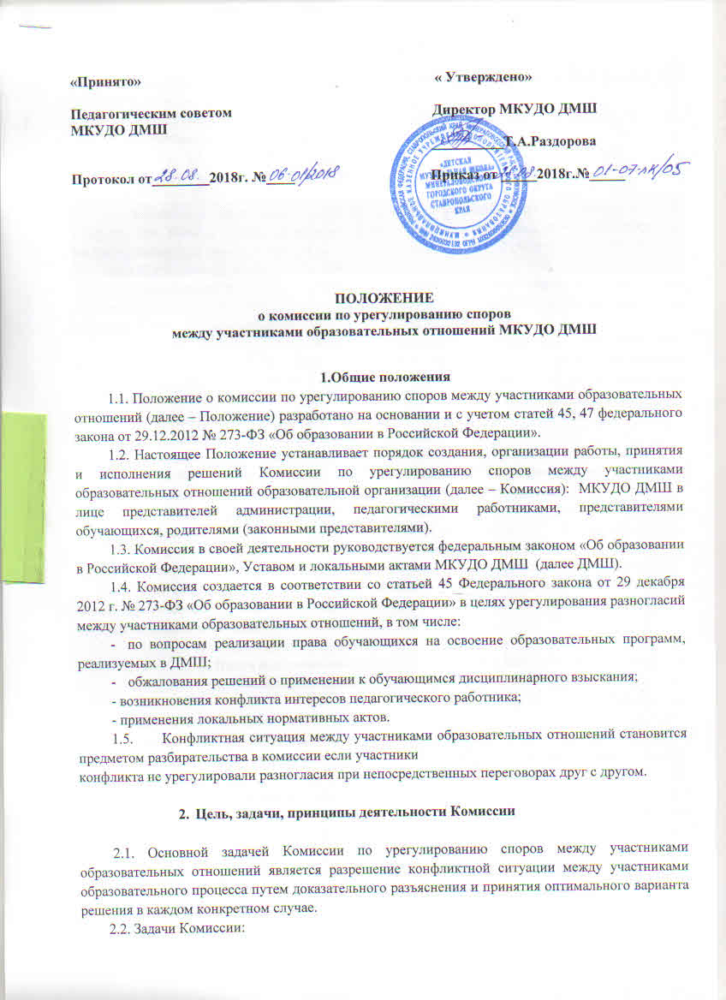 «Принято»
« Утверждено»
Педагогическим советом
МКУДО ДМШ
Директор МКУДО ДМШ
Т.А.Раздорова
Протокол от 28.08. 2018г. № 06-01/2018
Приказ от 28.08. 2018г.№ 01-07-лк/05
«ДЕТСКАЯ
МУЗЫКАЛЬНАЯ ШКОЛА»
МИНЕРАЛОВОДСКОГО
ГОРОДСКОГО ОКРУГА
СТАВРОПОЛЬСКОГО
КРАЯ
ПОЛОЖЕНИЕ
о комиссии по урегулированию споров
между участниками образовательных отношений МКУДО ДМШ
1.Общие положения
1.1. Положение о комиссии по урегулированию споров между участниками образовательных
отношений (далее – Положение) разработано на основании и с учетом статей 45, 47 федерального
закона от 29.12.2012 № 273-ФЗ «Об образовании в Российской Федерации».
1.2. Настоящее Положение устанавливает порядок создания, организации работы, принятия
и исполнения решений Комиссии по урегулированию споров между участниками
образовательных отношений образовательной организации (далее – Комиссия): МКУДО ДМШ в
лице представителей администрации, педагогическими работниками, представителями
обучающихся, родителями (законными представителями).
1.3. Комиссия в своей деятельности руководствуется федеральным законом «Об образовании
в Российской Федерации», Уставом и локальными актами МКУДО ДМШ (далее ДМШ).
1.4. Комиссия создается в соответствии со статьей 45 Федерального закона от 29 декабря
2012 г. № 273-ФЗ «Об образовании в Российской Федерации» в целях урегулирования разногласий
между участниками образовательных отношений, в том числе:
- по вопросам реализации права обучающихся на освоение образовательных программ,
реализуемых в ДМШ;
- обжалования решений о применении к обучающимся дисциплинарного взыскания;
- возникновения конфликта интересов педагогического работника;
- применения локальных нормативных актов.
1.5. Конфликтная ситуация между участниками образовательных отношений становится
предметом разбирательства в комиссии если участники
конфликта не урегулировали разногласия при непосредственных переговорах друг с другом.
2. Цель, задачи, принципы деятельности Комиссии
2.1. Основной задачей Комиссии по урегулированию споров между участниками
образовательных отношений является разрешение конфликтной ситуации между участниками
образовательного процесса путем доказательного разъяснения и принятия оптимального варианта
решения в каждом конкретном случае.
2.2. Задачи Комиссии: